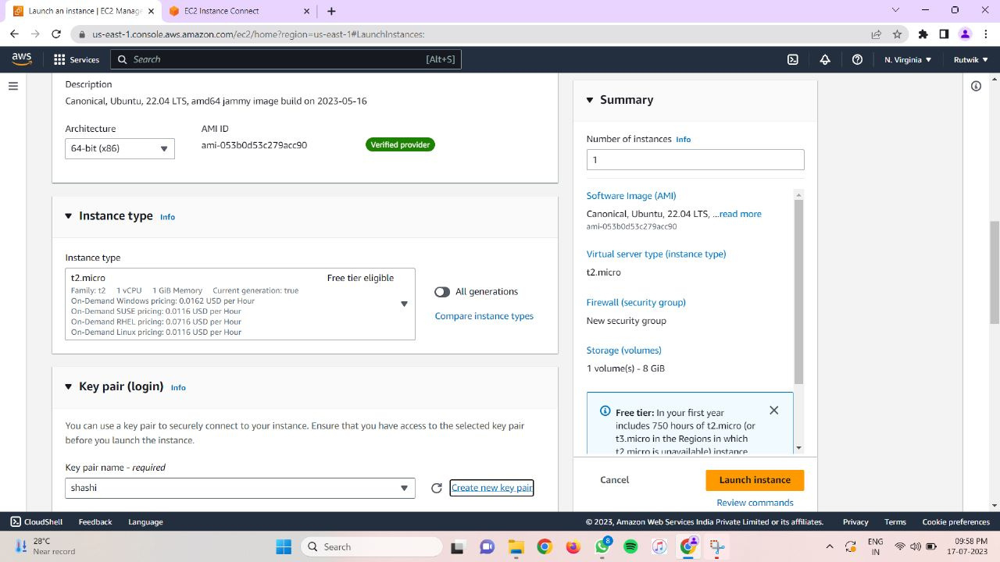 Launch an instance | EC2 Manage
EC2 Instance Connect
us-east-1.console.aws.amazon.com/ec2/home?region=us-east-1#LaunchInstances:
aws
Services
Search
[Alt+S]
N. Virginia
Rutwik
Description
Canonical, Ubuntu, 22.04 LTS, amd64 jammy image build on 2023-05-16
Architecture
AMI ID
64-bit (x86)
ami-053b0d53c279acc90
Verified provider
Instance type Info
Instance type
t2.micro
Free tier eligible
Family: t2 1 vCPU 1 GiB Memory Current generation: true
On-Demand Windows pricing: 0.0162 USD per Hour
On-Demand SUSE pricing: 0.0116 USD per Hour
On-Demand RHEL pricing: 0.0716 USD per Hour
On-Demand Linux pricing: 0.0116 USD per Hour
All generations
Compare instance types
Key pair (login) Info
You can use a key pair to securely connect to your instance. Ensure that you have access to the selected key pair
before you launch the instance.
Key pair name - required
shashi
Create new key pair
Summary
Number of instances Info
1
Software Image (AMI)
Canonical, Ubuntu, 22.04 LTS, ...read more
ami-053b0d53c279acc90
Virtual server type (instance type)
t2.micro
Firewall (security group)
New security group
Storage (volumes)
1 volume(s) - 8 GiB
Free tier: In your first year
includes 750 hours of t2.micro (or
t3.micro in the Regions in which
t2.micro is unavailable) instance
Cancel
Launch instance
Review commands
CloudShell
Feedback
Language
© 2023, Amazon Web Services India Private Limited or its affiliates.
Privacy
Terms
Cookie preferences
28°C
Near record
Search
8
ENG
IN
09:58 PM
17-07-2023